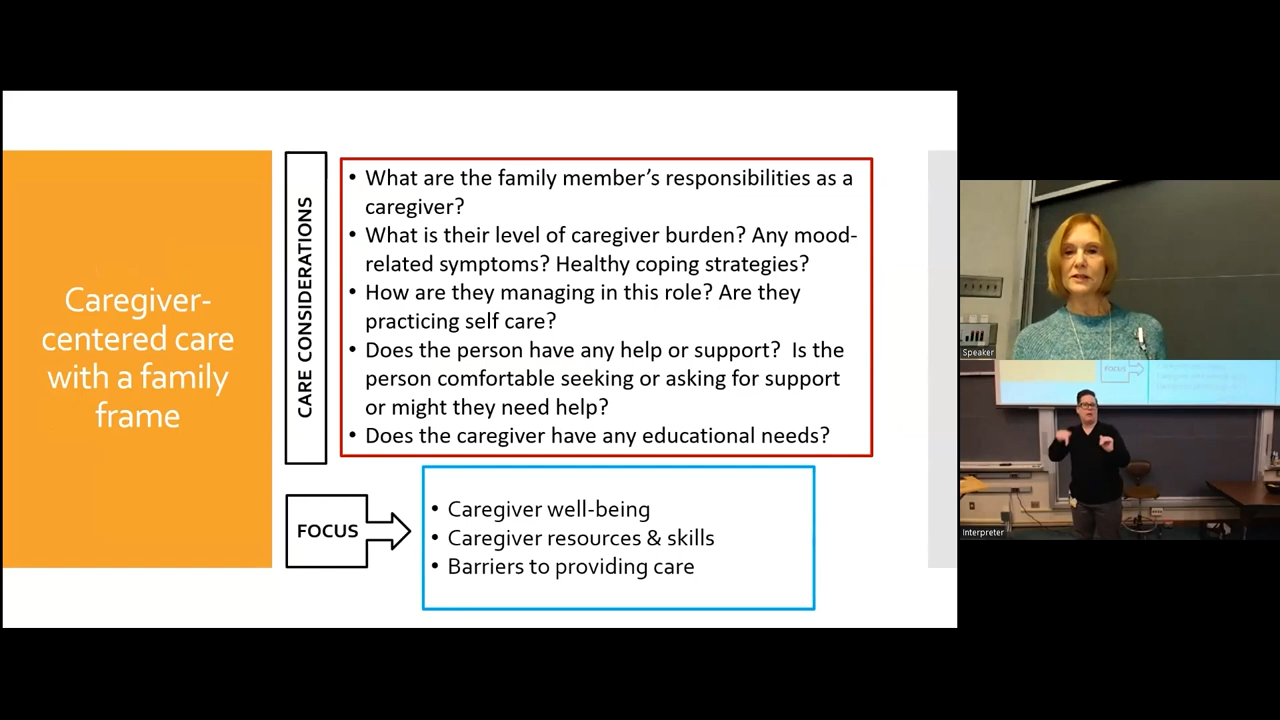 Caregiver-
centered care
with a family
frame
CARE CONSIDERATIONS
• What are the family member’s responsibilities as a
caregiver?
• What is their level of caregiver burden? Any mood-
related symptoms? Healthy coping strategies?
• How are they managing in this role? Are they
practicing self care?
• Does the person have any help or support?  Is the
person comfortable seeking or asking for support
or might they need help?
• Does the caregiver have any educational needs?
FOCUS
• Caregiver well-being
• Caregiver resources & skills
• Barriers to providing care
Speaker
FOCUS
Interpreter